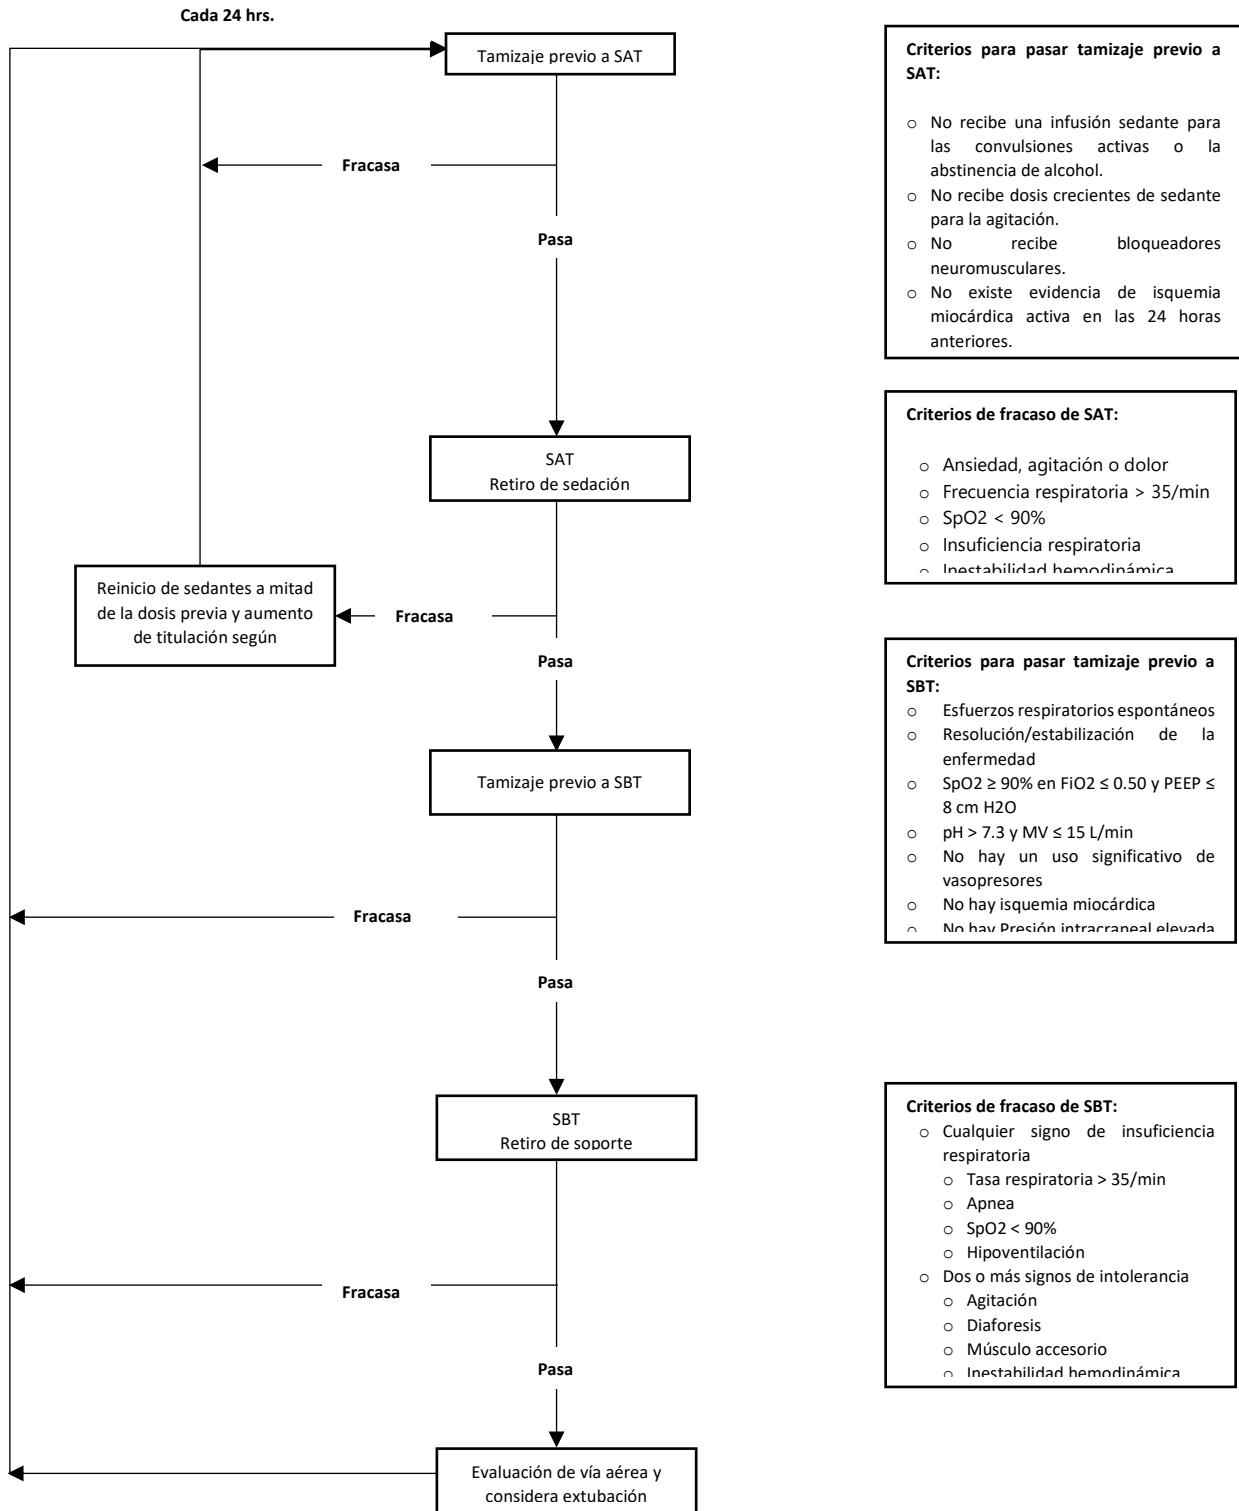 Cada 24 hrs.
Tamizaje previo a SAT
Fracasa
Pasa
SAT
Retiro de sedación
Reinicio de sedantes a mitad
de la dosis previa y aumento
de titulación según
Fracasa
Pasa
Tamizaje previo a SBT
Fracasa
Pasa
SBT
Retiro de soporte
Fracasa
Pasa
Evaluación de vía aérea y
considera extubación
Criterios para pasar tamizaje previo a
SAT:
o No recibe una infusión sedante para
las convulsiones activas o la
abstinencia de alcohol.
o No recibe dosis crecientes de sedante
para la agitación.
o No recibe bloqueadores
neuromusculares.
o No existe evidencia de isquemia
miocárdica activa en las 24 horas
anteriores.
Criterios de fracaso de SAT:
o Ansiedad, agitación o dolor
o Frecuencia respiratoria > 35/min
o SpO2 < 90%
o Insuficiencia respiratoria
o Inestabilidad hemodinámica
Criterios para pasar tamizaje previo a
SBT:
o Esfuerzos respiratorios espontáneos
o Resolución/estabilización de la
enfermedad
o SpO2 ≥ 90% en FiO2 ≤ 0.50 y PEEP ≤
8 cm H2O
o pH > 7.3 y MV ≤ 15 L/min
o No hay un uso significativo de
vasopresores
o No hay isquemia miocárdica
o No hay Presión intracraneal elevada
Criterios de fracaso de SBT:
o Cualquier signo de insuficiencia
respiratoria
o Tasa respiratoria > 35/min
o Apnea
o SpO2 < 90%
o Hipoventilación
o Dos o más signos de intolerancia
o Agitación
o Diaforesis
o Músculo accesorio
o Inestabilidad hemodinámica